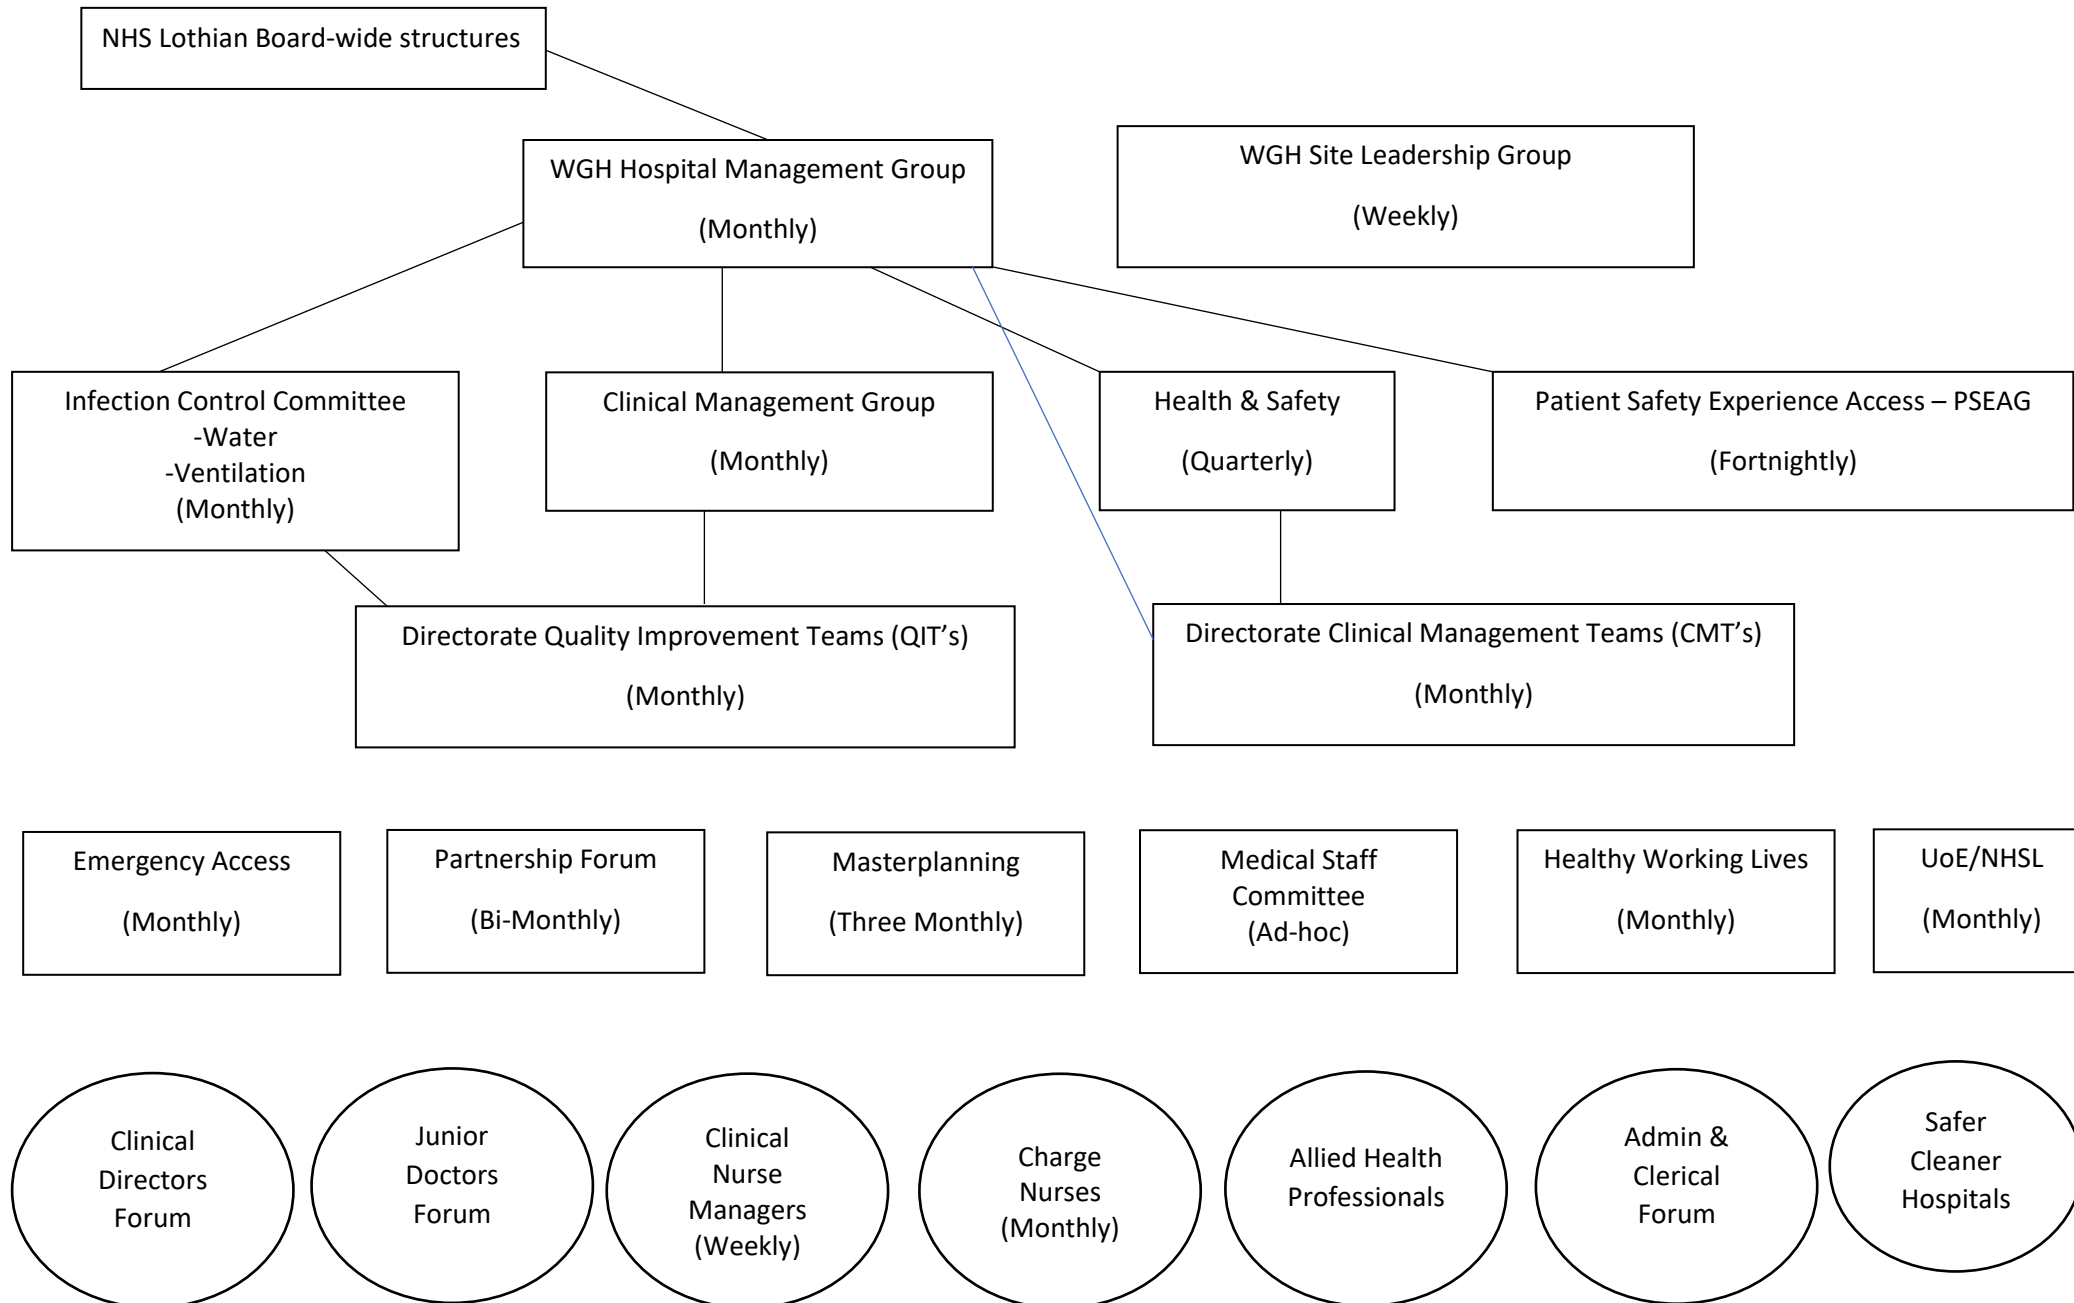 NHS Lothian Board-wide structures
WGH Hospital Management Group
(Monthly)
WGH Site Leadership Group
(Weekly)
Infection Control Committee
-Water
-Ventilation
(Monthly)
Clinical Management Group
(Monthly)
Health & Safety
(Quarterly)
Patient Safety Experience Access – PSEAG
(Fortnightly)
Directorate Quality Improvement Teams (QIT’s)
(Monthly)
Directorate Clinical Management Teams (CMT’s)
(Monthly)
Emergency Access
(Monthly)
Partnership Forum
(Bi-Monthly)
Masterplanning
(Three Monthly)
Medical Staff
Committee
(Ad-hoc)
Healthy Working Lives
(Monthly)
UoE/NHSL
(Monthly)
Clinical
Directors
Forum
Junior
Doctors
Forum
Clinical
Nurse
Managers
(Weekly)
Charge
Nurses
(Monthly)
Allied Health
Professionals
Admin &
Clerical
Forum
Safer
Cleaner
Hospitals